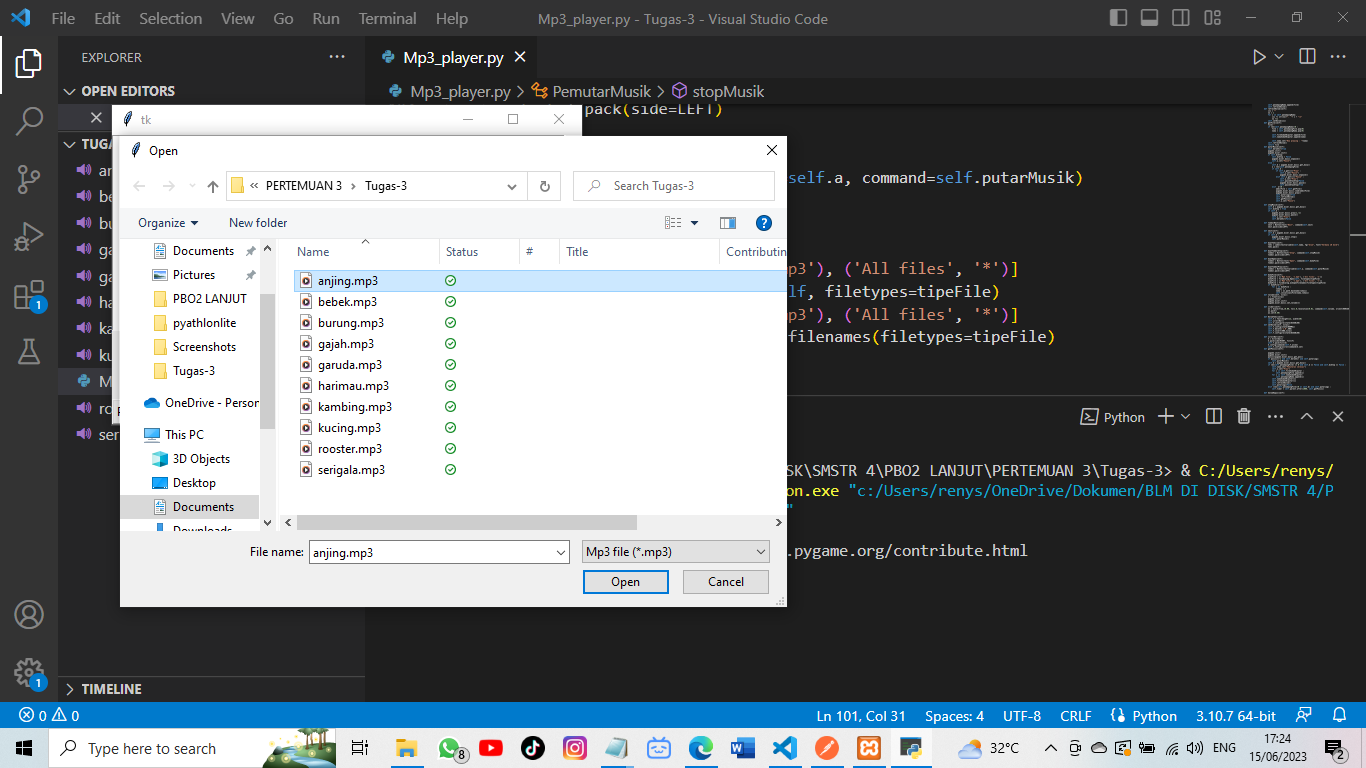 File Edit Selection View Go Run Terminal Help Mp3_player.py - Tugas-3 - Visual Studio Code
EXPLORER
Mp3_player.py
OPEN EDITORS
Mp3_player.py > PemutarMusik > stopMusik
tk
pack(side=LEFT)
Open
PERTEMUAN 3 > Tugas-3
Search Tugas-3
self.a, command=self.putarMusik)
Organize
New folder
Name
Status
#
Title
Contributin
Documents
Pictures
PBO2 LANJUT
pyathlonlite
Screenshots
Tugas-3
OneDrive - Person
This PC
3D Objects
Desktop
Documents
Downloads
anjing.mp3
bebek.mp3
burung.mp3
gajah.mp3
garuda.mp3
harimau.mp3
kambing.mp3
kucing.mp3
rooster.mp3
serigala.mp3
p3'), ('All files', '*')]
lf, filetypes=tipeFile)
p3'), ('All files', '*')]
filenames(filetypes=tipeFile)
File name: anjing.mp3
Mp3 file (*.mp3)
Open
Cancel
Python
SK\SMSTR 4\PBO2 LANJUT\PERTEMUAN 3\Tugas-3> & C:/Users/renys/
on.exe "c:/Users/renys/OneDrive/Dokumen/BLM DI DISK/SMSTR 4/P
"
.pygame.org/contribute.html
TIMELINE
0 0
Ln 101, Col 31 Spaces: 4 UTF-8 CRLF Python 3.10.7 64-bit
Type here to search
8
32°C
ENG
17:24
15/06/2023
2